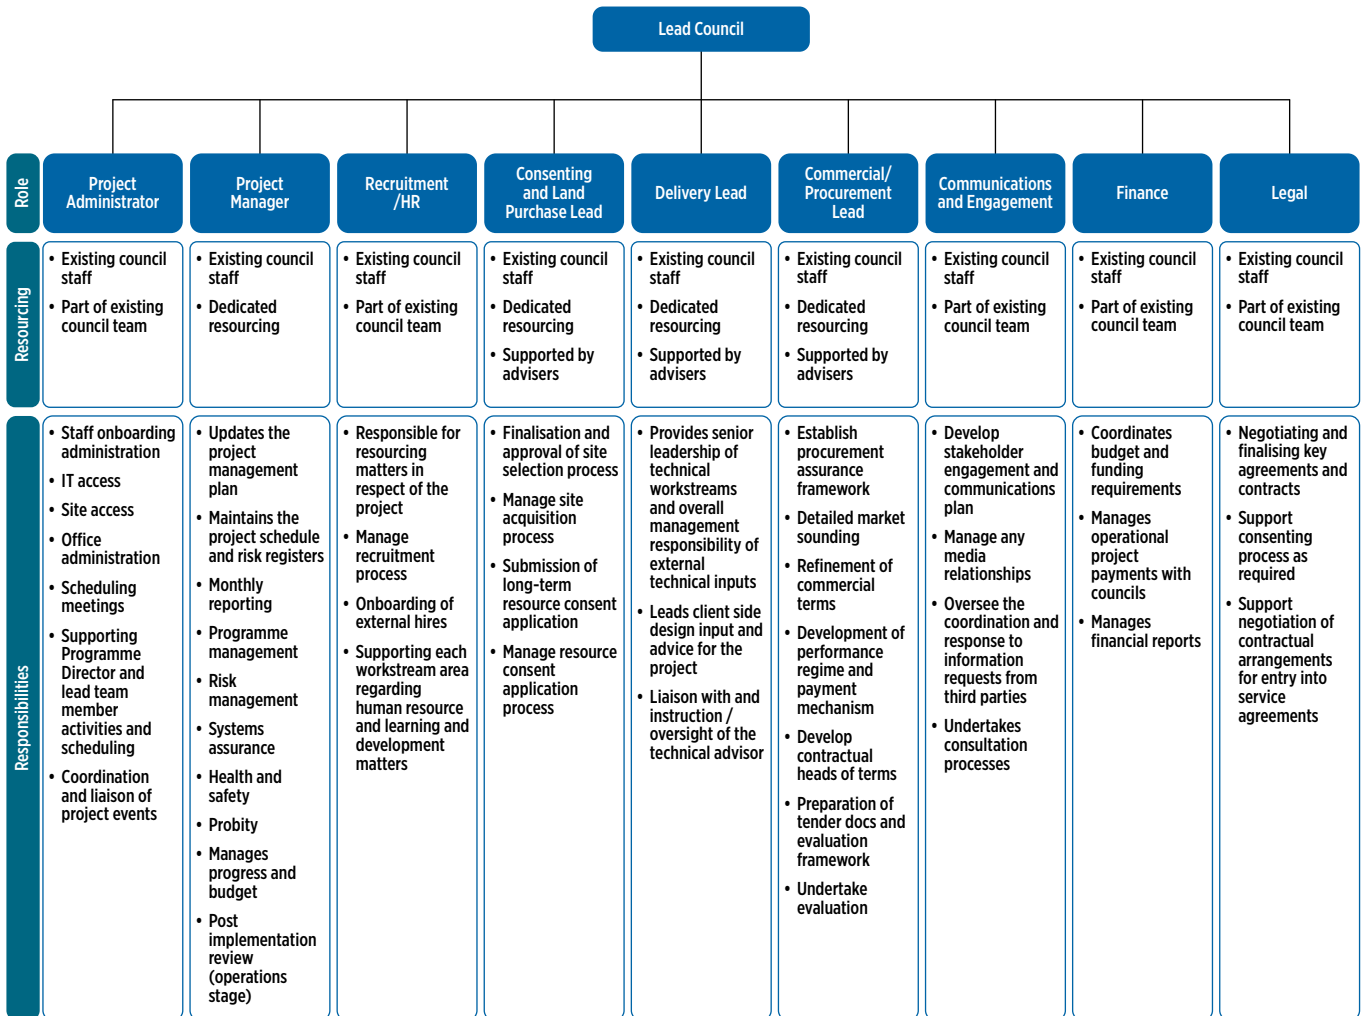 Lead Council
Role
Project
Administrator
Project
Manager
Recruitment
/HR
Consenting
and Land
Purchase Lead
Delivery Lead
Commercial/
Procurement
Lead
Communications
and Engagement
Finance
Legal
Resourcing
• Existing council
staff
• Part of existing
council team
• Existing council
staff
• Dedicated
resourcing
• Existing council
staff
• Part of existing
council team
• Existing council
staff
• Dedicated
resourcing
• Supported by
advisers
• Existing council
staff
• Dedicated
resourcing
• Supported by
advisers
• Existing council
staff
• Dedicated
resourcing
• Supported by
advisers
• Existing council
staff
• Part of existing
council team
• Existing council
staff
• Part of existing
council team
• Existing council
staff
• Part of existing
council team
Responsibilities
• Staff onboarding
administration
• IT access
• Site access
• Office
administration
• Scheduling
meetings
• Supporting
Programme
Director and
lead team
member
activities and
scheduling
• Coordination
and liaison of
project events
• Updates the
project
management
plan
• Maintains the
project schedule
and risk registers
• Monthly
reporting
• Programme
management
• Risk
management
• Systems
assurance
• Health and
safety
• Probity
• Manages
progress and
budget
• Post
implementation
review
(operations
stage)
• Responsible for
resourcing
matters in
respect of the
project
• Manage
recruitment
process
• Onboarding of
external hires
• Supporting each
workstream area
regarding
human resource
and learning and
development
matters
• Finalisation and
approval of site
selection process
• Manage site
acquisition
process
• Submission of
long-term
resource consent
application
• Manage resource
consent
application
process
• Provides senior
leadership of
technical
workstreams
and overall
management
responsibility of
external
technical inputs
• Leads client side
design input and
advice for the
project
• Liaison with and
instruction /
oversight of the
technical advisor
• Establish
procurement
assurance
framework
• Detailed market
sounding
• Refinement of
commercial
terms
• Development of
performance
regime and
payment
mechanism
• Develop
contractual
heads of terms
• Preparation of
tender docs and
evaluation
framework
• Undertake
evaluation
• Develop
stakeholder
engagement and
communications
plan
• Manage any
media
relationships
• Oversee the
coordination and
response to
information
requests from
third parties
• Undertakes
consultation
processes
• Coordinates
budget and
funding
requirements
• Manages
operational
project
payments with
councils
• Manages
financial reports
• Negotiating and
finalising key
agreements and
contracts
• Support
consenting
process as
required
• Support
negotiation of
contractual
arrangements
for entry into
service
agreements